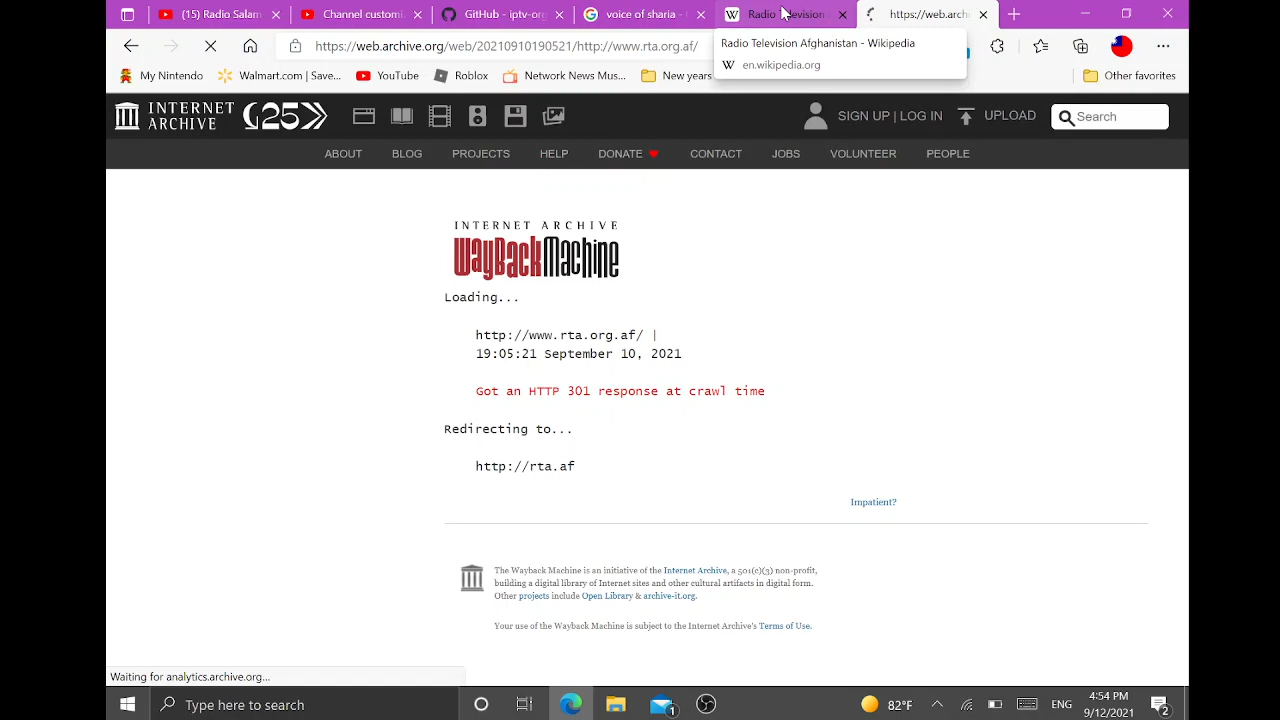 (15) Radio Salam
Channel customi
GitHub - iptv-org
voice of sharia -
Radio Television
https://web.arch
https://web.archive.org/web/20210910190521/http://www.rta.org.af/
Radio Television Afghanistan - Wikipedia
en.wikipedia.org
My Nintendo
Walmart.com | Save...
YouTube
Roblox
Network News Mus...
New years
Other favorites
INTERNET ARCHIVE
25
SIGN UP | LOG IN
UPLOAD
Search
ABOUT
BLOG
PROJECTS
HELP
DONATE
CONTACT
JOBS
VOLUNTEER
PEOPLE
INTERNET ARCHIVE
WayBackMachine
Loading...
http://www.rta.org.af/ |
19:05:21 September 10, 2021
Got an HTTP 301 response at crawl time
Redirecting to...
http://rta.af
Impatient?
The Wayback Machine is an initiative of the Internet Archive, a 501(c)(3) non-profit,
building a digital library of Internet sites and other cultural artifacts in digital form.
Other projects include Open Library & archive-it.org.
Your use of the Wayback Machine is subject to the Internet Archive's Terms of Use.
Waiting for analytics.archive.org...
Type here to search
1
82°F
ENG
4:54 PM
9/12/2021
2